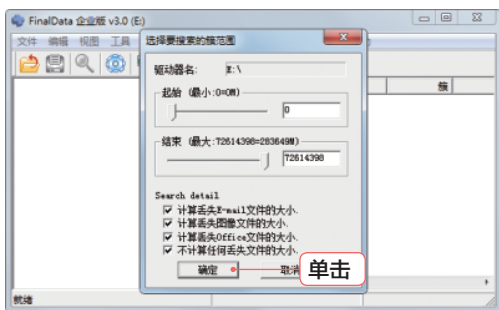 FinalData 企业版 v3.0 (E:)
文件 编辑 视图 工具
选择要搜索的簇范围
驱动器名: E:\
簇
起始 (最小:0=0M)
0
结束 (最大:72614398=283649M)
72614398
Search detail
计算丢失E-mail文件的大小.
计算丢失图像文件的大小.
计算丢失Office文件的大小.
不计算任何丢失文件的大小.
确定 取消
单击
就绪